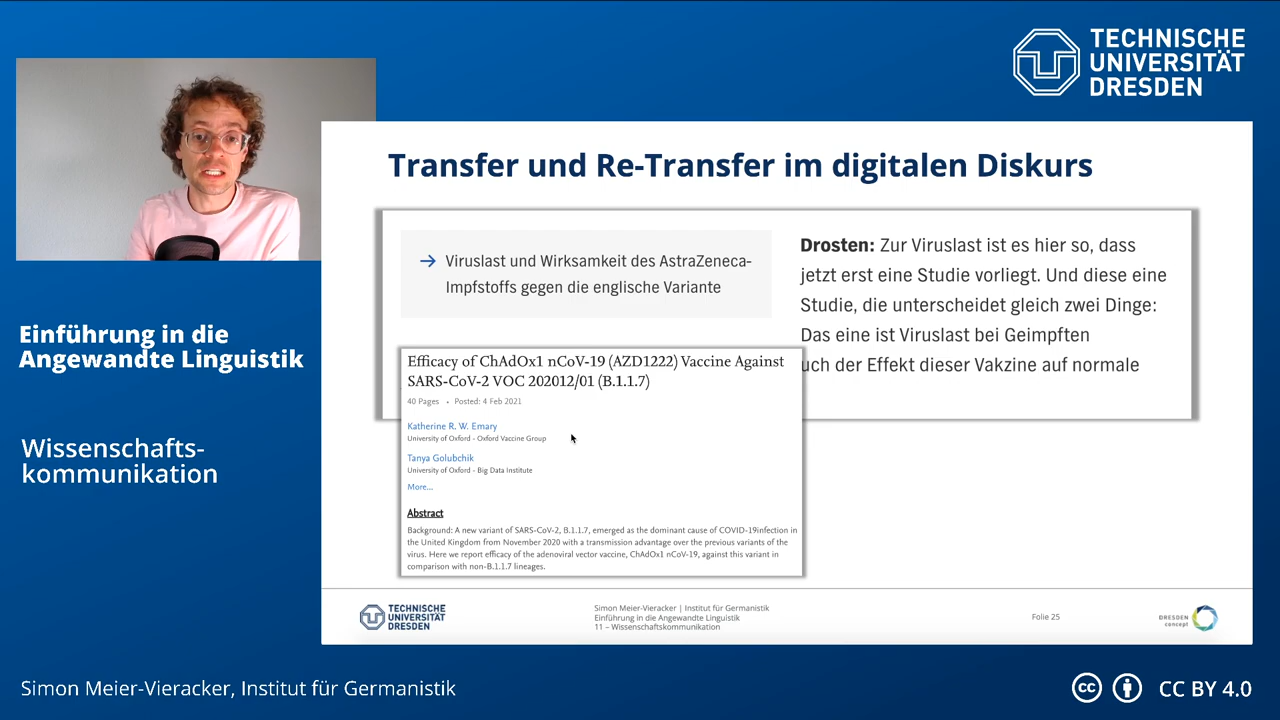 TECHNISCHE
UNIVERSITÄT
DRESDEN
Transfer und Re-Transfer im digitalen Diskurs
→ Viruslast und Wirksamkeit des AstraZeneca-
Impfstoffs gegen die englische Variante
Drosten: Zur Viruslast ist es hier so, dass
jetzt erst eine Studie vorliegt. Und diese eine
Studie, die unterscheidet gleich zwei Dinge:
Das eine ist Viruslast bei Geimpften
uch der Effekt dieser Vakzine auf normale
Efficacy of ChAdOx1 nCoV-19 (AZD1222) Vaccine Against
SARS-CoV-2 VOC 202012/01 (B.1.1.7)
40 Pages • Posted: 4 Feb 2021
Katherine R. W. Emary
University of Oxford - Oxford Vaccine Group
Tanya Golubchik
University of Oxford - Big Data Institute
More...
Abstract
Background: A new variant of SARS-CoV-2, B.1.1.7, emerged as the dominant cause of COVID-19infection in
the United Kingdom from November 2020 with a transmission advantage over the previous variants of the
virus. Here we report efficacy of the adenoviral vector vaccine, ChAdOx1 nCoV-19, against this variant in
comparison with non-B.1.1.7 lineages.
Einführung in die
Angewandte Linguistik
Wissenschafts-
kommunikation
TECHNISCHE
UNIVERSITÄT
DRESDEN
Simon Meier-Vieracker | Institut für Germanistik
Einführung in die Angewandte Linguistik
11 – Wissenschaftskommunikation
Folie 25
DRESDEN
concept
Simon Meier-Vieracker, Institut für Germanistik
cc CC BY 4.0